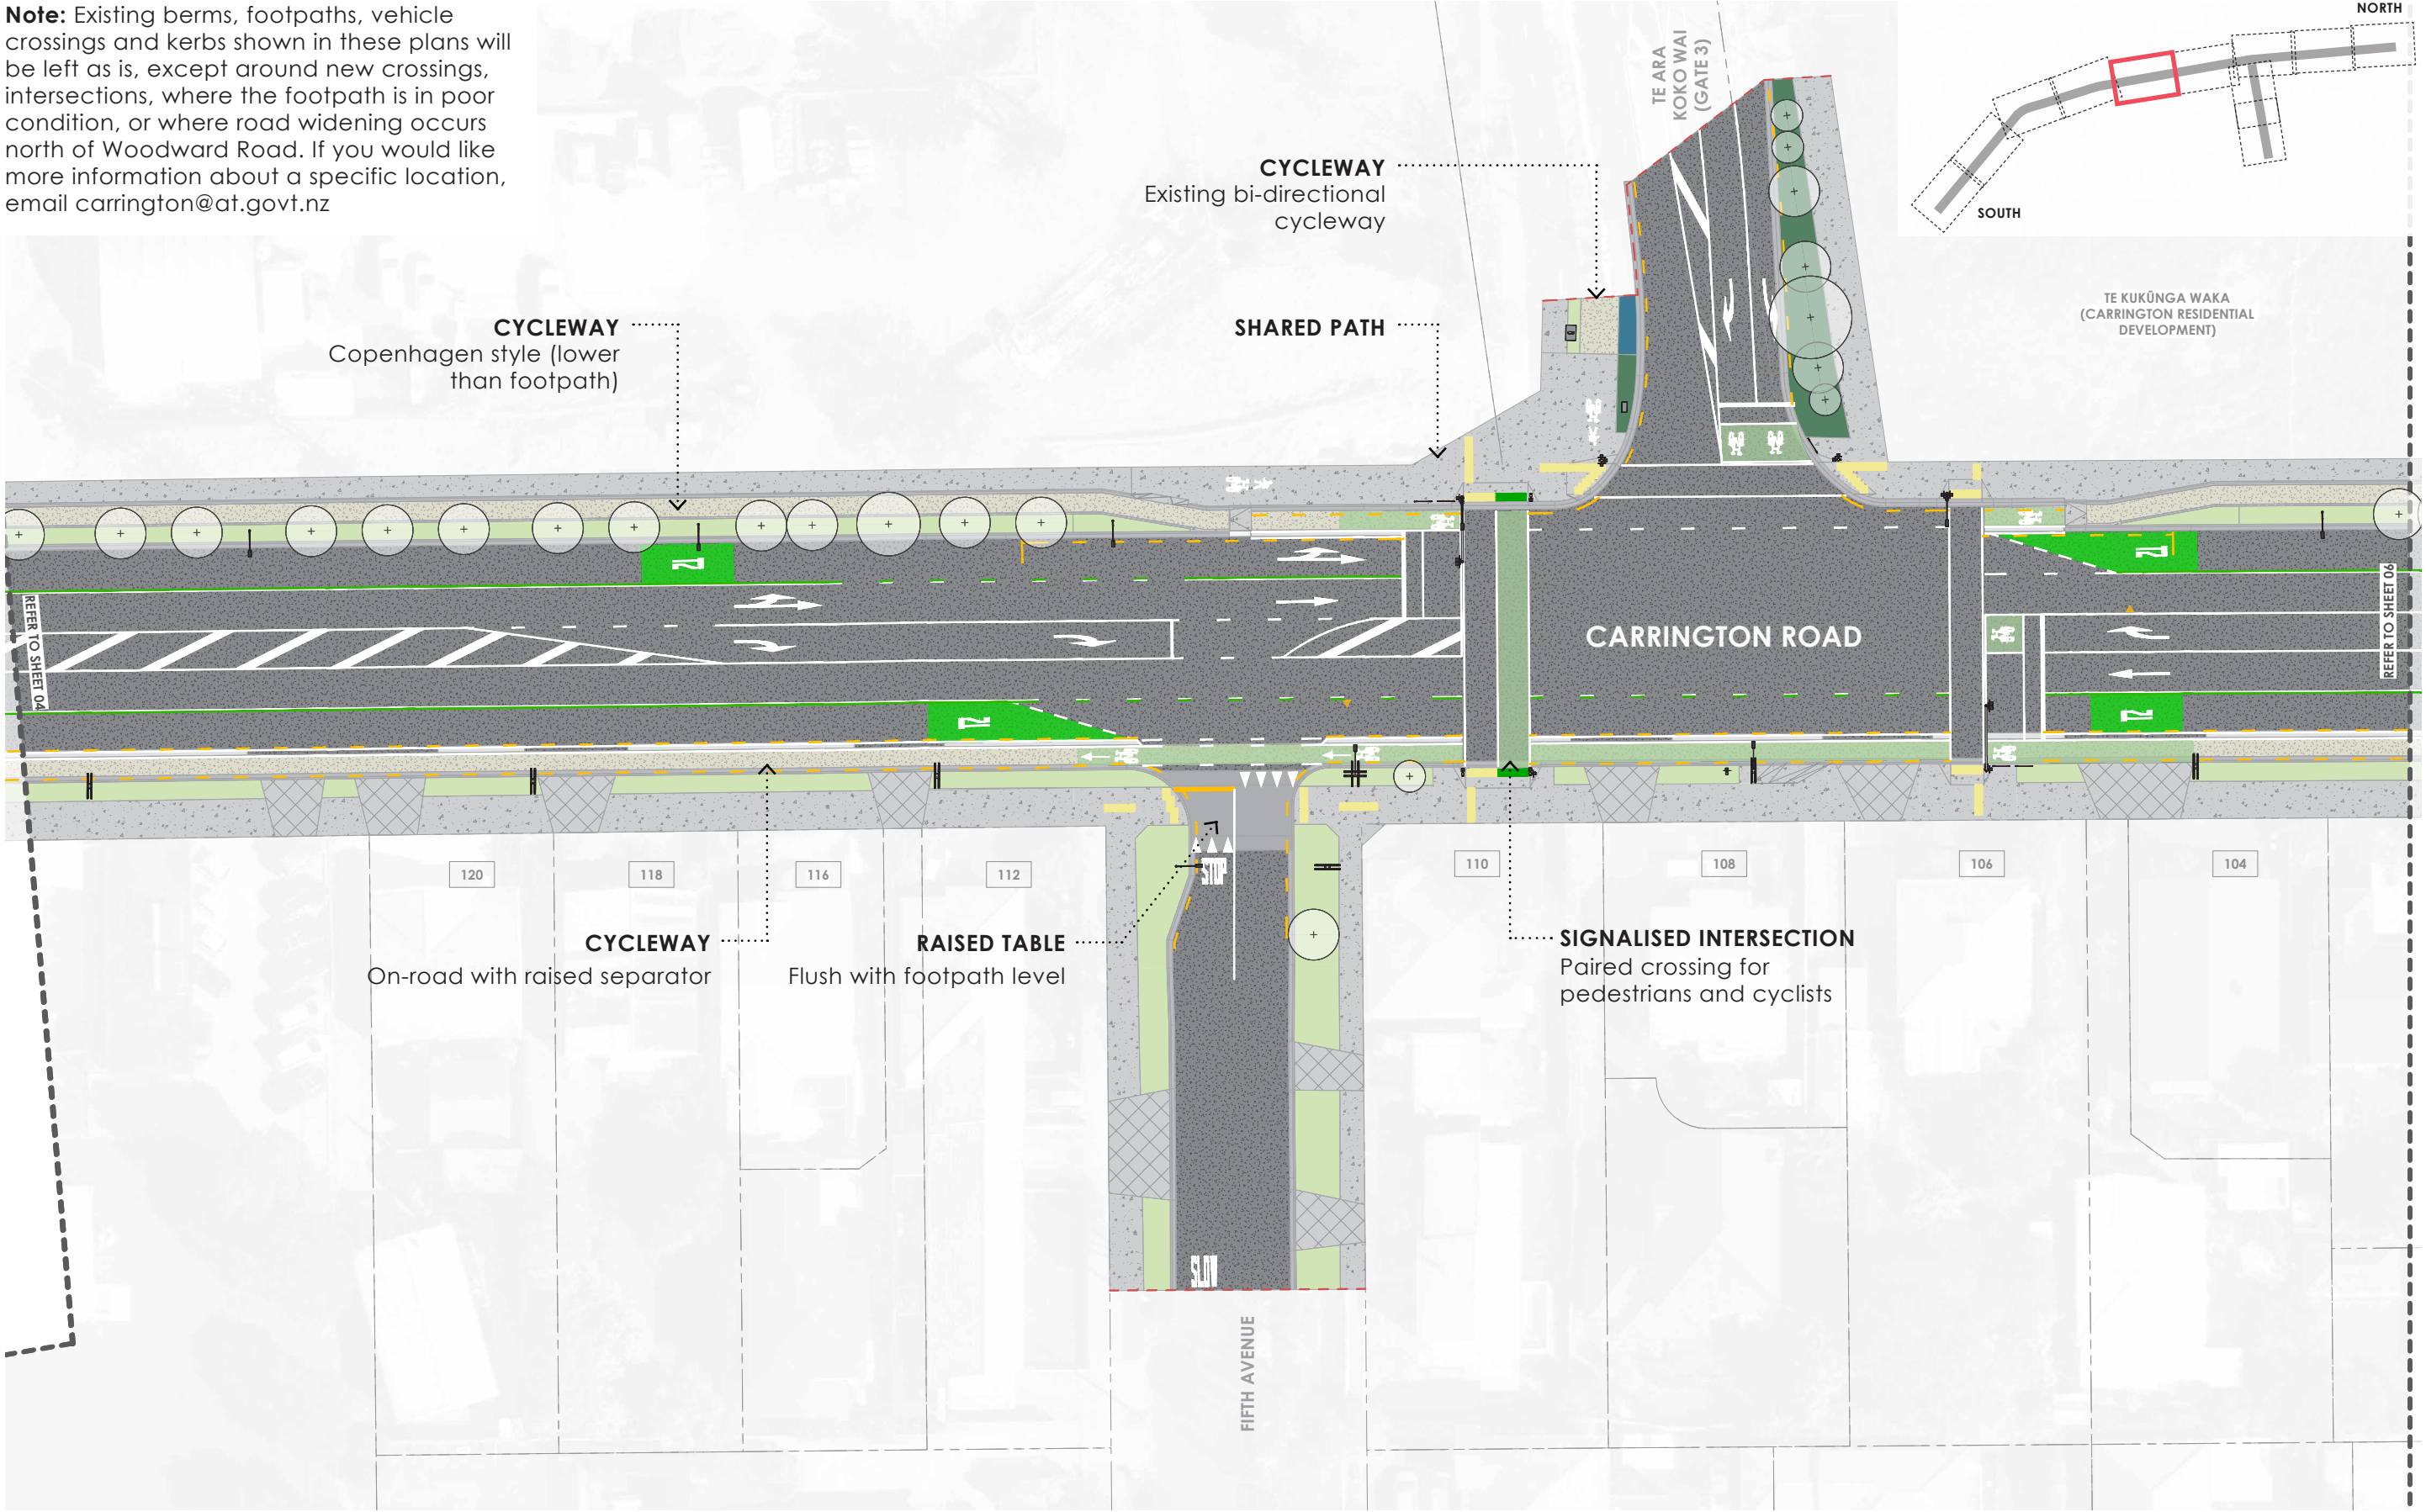 Note: Existing berms, footpaths, vehicle
crossings and kerbs shown in these plans will
be left as is, except around new crossings,
intersections, where the footpath is in poor
condition, or where road widening occurs
north of Woodward Road. If you would like
more information about a specific location,
email carrington@at.govt.nz
NORTH
SOUTH
TE ARA
KOKO WAI
(GATE 3)
CYCLEWAY
Existing bi-directional
cycleway
CYCLEWAY
Copenhagen style (lower
than footpath)
SHARED PATH
TE KUKŪNGA WAKA
(CARRINGTON RESIDENTIAL
DEVELOPMENT)
REFER TO SHEET 04
CARRINGTON ROAD
REFER TO SHEET 06
T2
T2
T2
T2
120
118
116
112
110
108
106
104
STOP
CYCLEWAY
On-road with raised separator
RAISED TABLE
Flush with footpath level
SIGNALISED INTERSECTION
Paired crossing for
pedestrians and cyclists
SLOW
FIFTH AVENUE